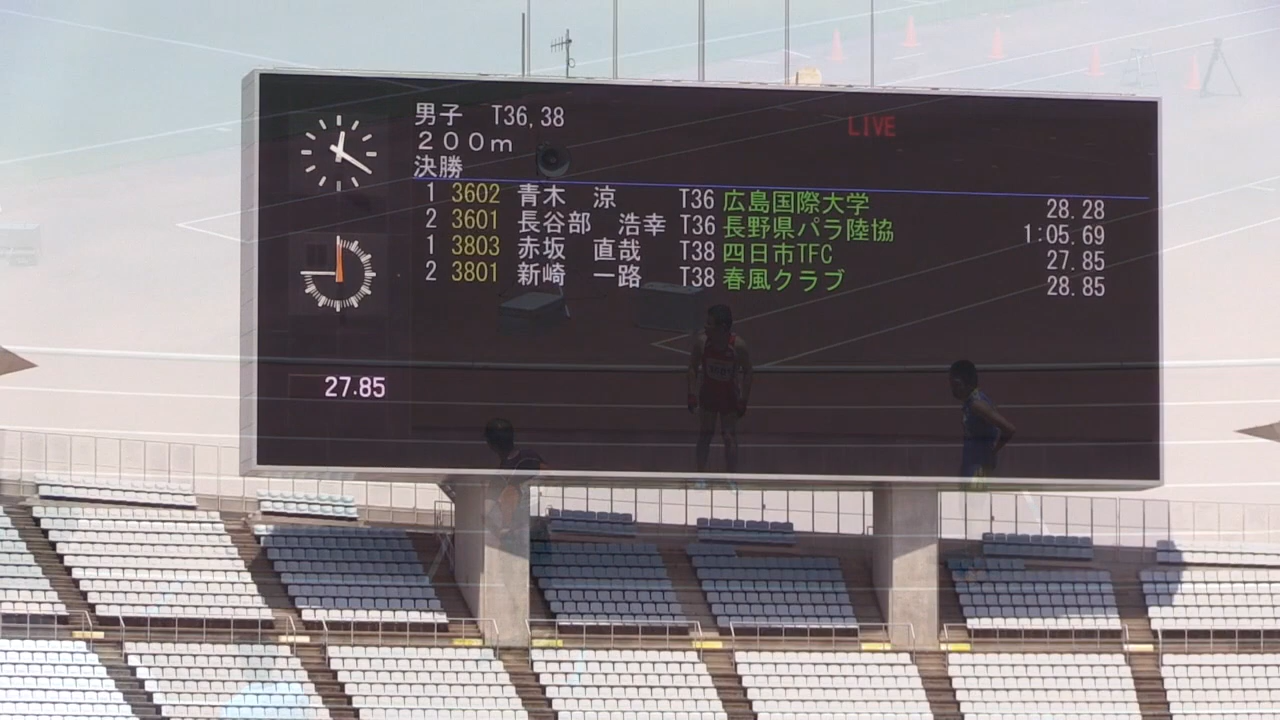 男子 T36,38
LIVE
200m
決勝
1 3602 青木 涼 T36 広島国際大学 28.28
2 3601 長谷部 浩幸 T36 長野県パラ陸協 1:05.69
1 3803 赤坂 直哉 T38 四日市TFC 27.85
2 3801 新崎 一路 T38 春風クラブ 28.85
27.85